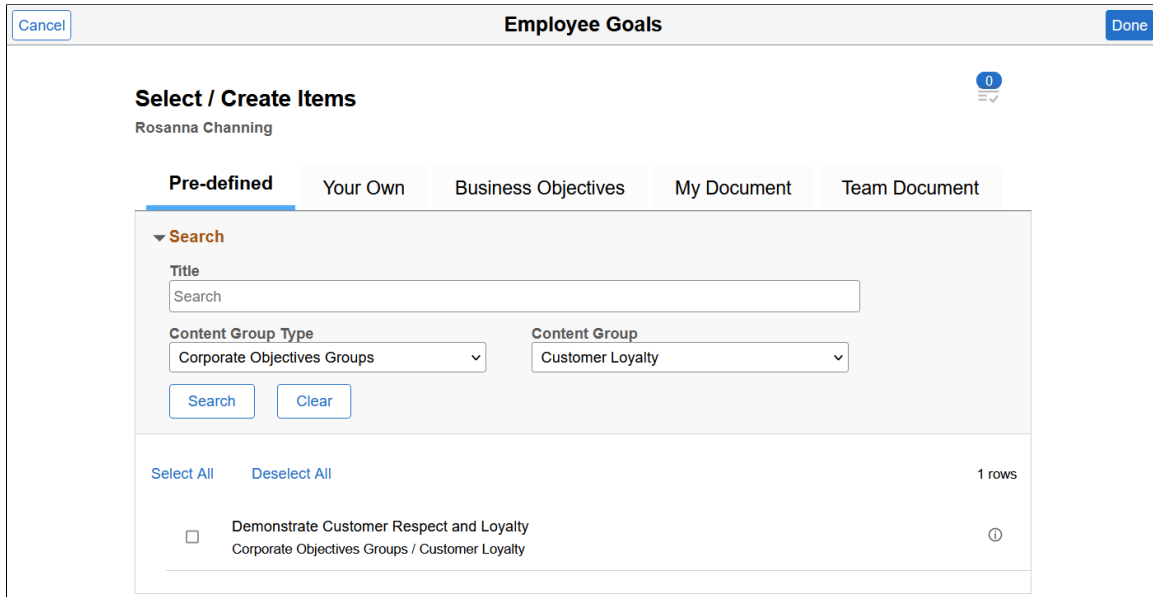 Cancel
Employee Goals
Done
0
Select / Create Items
Rosanna Channing
Pre-defined
Your Own
Business Objectives
My Document
Team Document
Search
Title
Search
Content Group Type
Content Group
Corporate Objectives Groups
Customer Loyalty
Search
Clear
Select All
Deselect All
1 rows
Demonstrate Customer Respect and Loyalty
Corporate Objectives Groups / Customer Loyalty